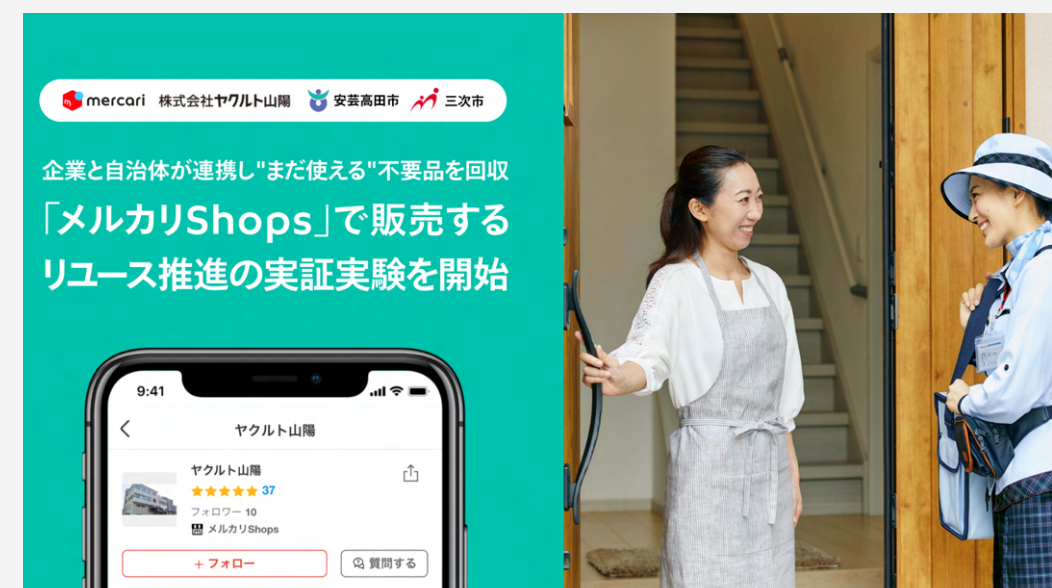 mercari 株式会社ヤクルト山陽 安芸高田市 三次市
企業と自治体が連携し"まだ使える"不要品を回収
「メルカリShops」で販売する
リユース推進の実証実験を開始
9:41
ヤクルト山陽
ヤクルト山陽
★★★★★ 37
フォロワー 10
メルカリShops
+ フォロー
質問する